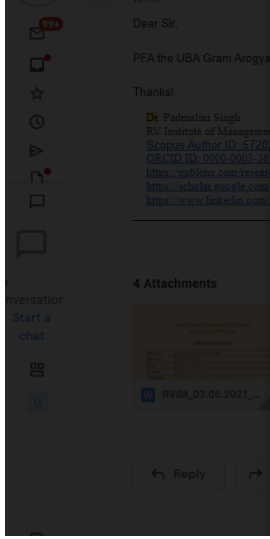 99+
Dear Sir,
PFA the UBA Gram Arogya
Thanks!
Dr. Padmalini Singh
RV Institute of Manageme
Scopus Author ID: 5720
ORCID ID: 0000-0003-36
https://publons.com/resear
https://scholar.google.com
https://www.linkedin.com
nversation
Start a
chat
4 Attachments
U
W RVIM_03.06.2021_...
Reply